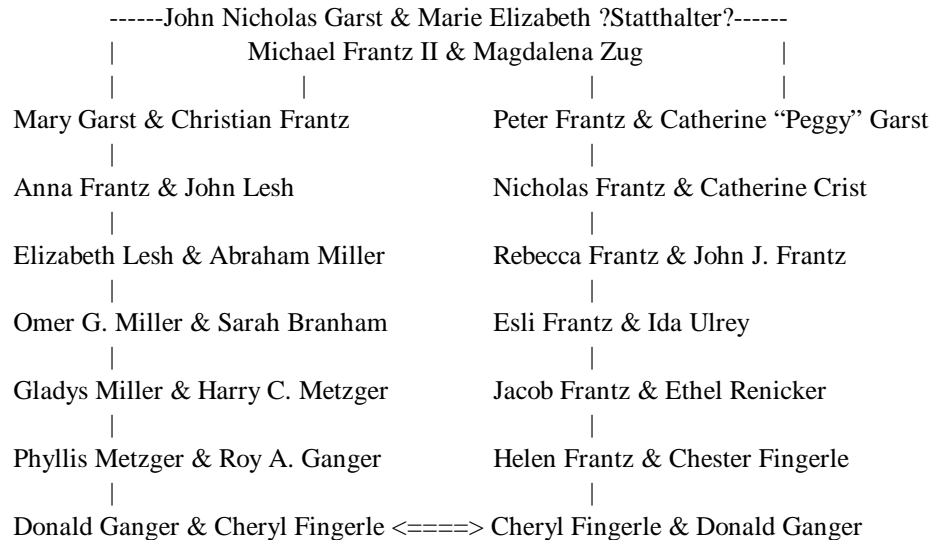 ------John Nicholas Garst & Marie Elizabeth ?Statthalter?------
| Michael Frantz II & Magdalena Zug |
| | | |
Mary Garst & Christian Frantz Peter Frantz & Catherine “Peggy” Garst
| |
Anna Frantz & John Lesh Nicholas Frantz & Catherine Crist
| |
Elizabeth Lesh & Abraham Miller Rebecca Frantz & John J. Frantz
| |
Omer G. Miller & Sarah Branham Esli Frantz & Ida Ulrey
| |
Gladys Miller & Harry C. Metzger Jacob Frantz & Ethel Renicker
| |
Phyllis Metzger & Roy A. Ganger Helen Frantz & Chester Fingerle
| |
Donald Ganger & Cheryl Fingerle <====> Cheryl Fingerle & Donald Ganger